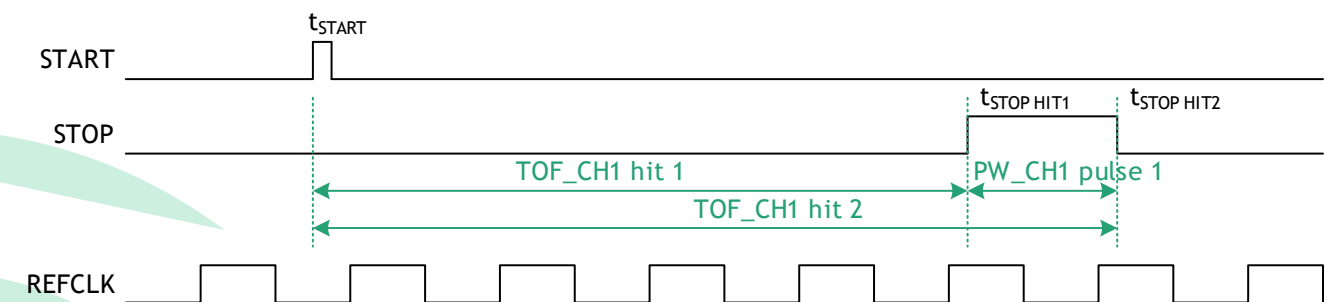 tSTART
START
tSTOP HIT1 tSTOP HIT2
STOP
TOF_CH1 hit 1 PW_CH1 pulse 1
TOF_CH1 hit 2
REFCLK